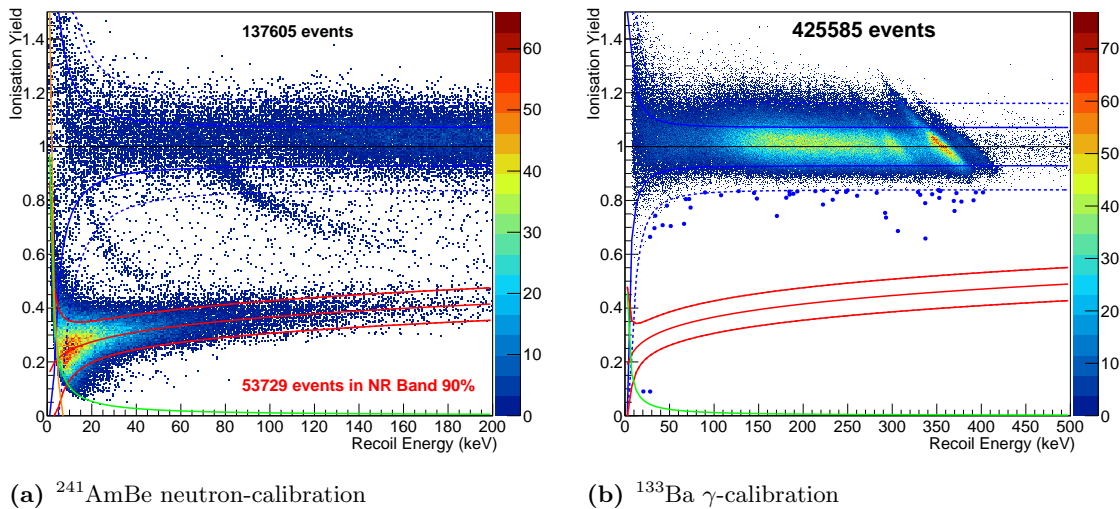 137605 events
Ionisation Yield
1.4
1.2
1
0.8
0.6
0.4
0.2
0
53729 events in NR Band 90%
0 20 40 60 80 100 120 140 160 180 200
Recoil Energy (keV)
60
50
40
30
20
10
0
(a) ²⁴¹AmBe neutron-calibration
425585 events
Ionisation Yield
1.4
1.2
1
0.8
0.6
0.4
0.2
0
0 50 100 150 200 250 300 350 400 450 500
Recoil Energy (keV)
70
60
50
40
30
20
10
0
(b) ¹³³Ba γ-calibration